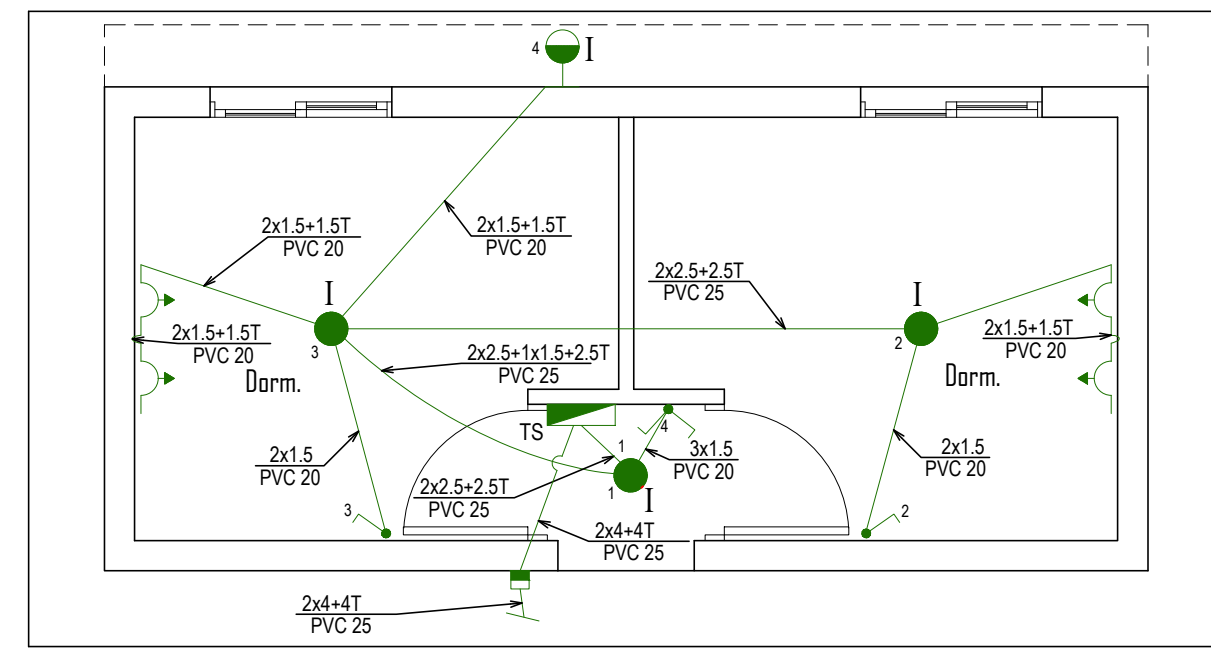 4 I
2x1.5+1.5T
PVC 20
2x1.5+1.5T
PVC 20
2x2.5+2.5T
PVC 25
I
3
I
2
2x1.5+1.5T
PVC 20
2x1.5+1.5T
PVC 20
2x2.5+1x1.5+2.5T
PVC 25
Dorm.
Dorm.
TS
4
1
3x1.5
PVC 20
2x1.5
PVC 20
2x1.5
PVC 20
2x2.5+2.5T
PVC 25
1
I
3
2
2x4+4T
PVC 25
2x4+4T
PVC 25